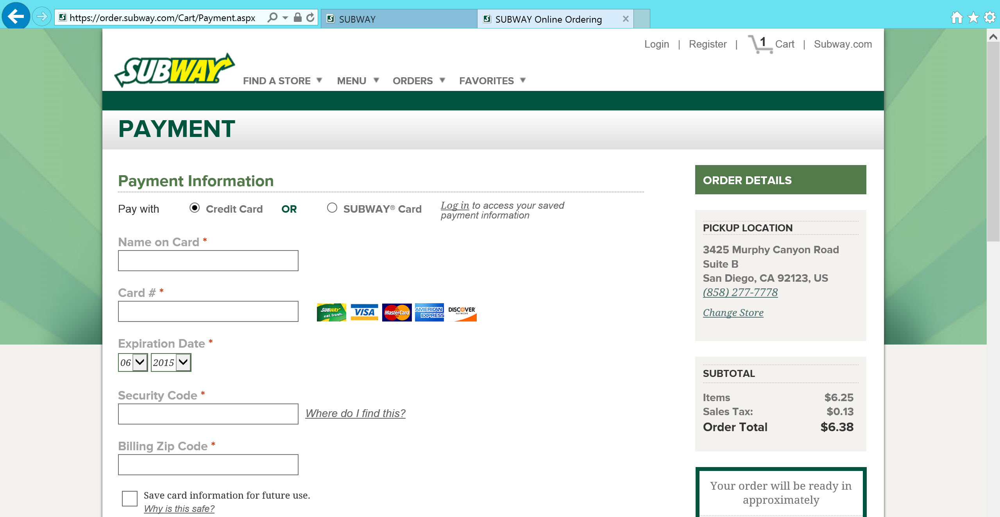 https://order.subway.com/Cart/Payment.aspx
SUBWAY
SUBWAY Online Ordering
Login | Register | 1 Cart | Subway.com
SUBWAY
FIND A STORE MENU ORDERS FAVORITES
PAYMENT
Payment Information
Pay with Credit Card OR SUBWAY® Card
Log in to access your saved
payment information
Name on Card *
Card # *
SUBWAY eat fresh. VISA MasterCard AMERICAN EXPRESS DISCOVER NETWORK
Expiration Date *
06 2015
Security Code *
Where do I find this?
Billing Zip Code *
Save card information for future use.
Why is this safe?
ORDER DETAILS
PICKUP LOCATION
3425 Murphy Canyon Road
Suite B
San Diego, CA 92123, US
(858) 277-7778
Change Store
SUBTOTAL
Items $6.25
Sales Tax: $0.13
Order Total $6.38
Your order will be ready in
approximately